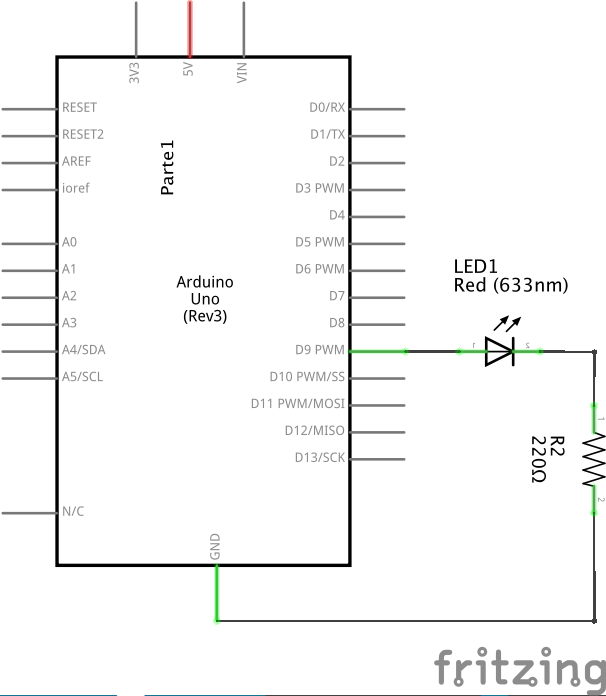 3V3
5V
VIN
RESET
RESET2
AREF
ioref
A0
A1
A2
A3
A4/SDA
A5/SCL
N/C
Parte1
Arduino
Uno
(Rev3)
D0/RX
D1/TX
D2
D3 PWM
D4
D5 PWM
D6 PWM
D7
D8
D9 PWM
D10 PWM/SS
D11 PWM/MOSI
D12/MISO
D13/SCK
GND
LED1
Red (633nm)
1
2
R2
220Ω
1
2
fritzing